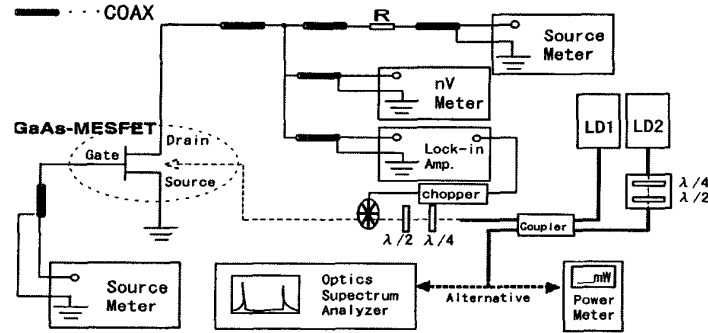 ···COAX
R
Source
Meter
nV
Meter
GaAs-MESFET
Drain
Gate
Source
Lock-in
Amp.
chopper
LD1
LD2
λ/4
λ/2
λ/2
λ/4
Coupler
Source
Meter
Optics
Supectrum
Analyzer
Alternative
mW
Power
Meter